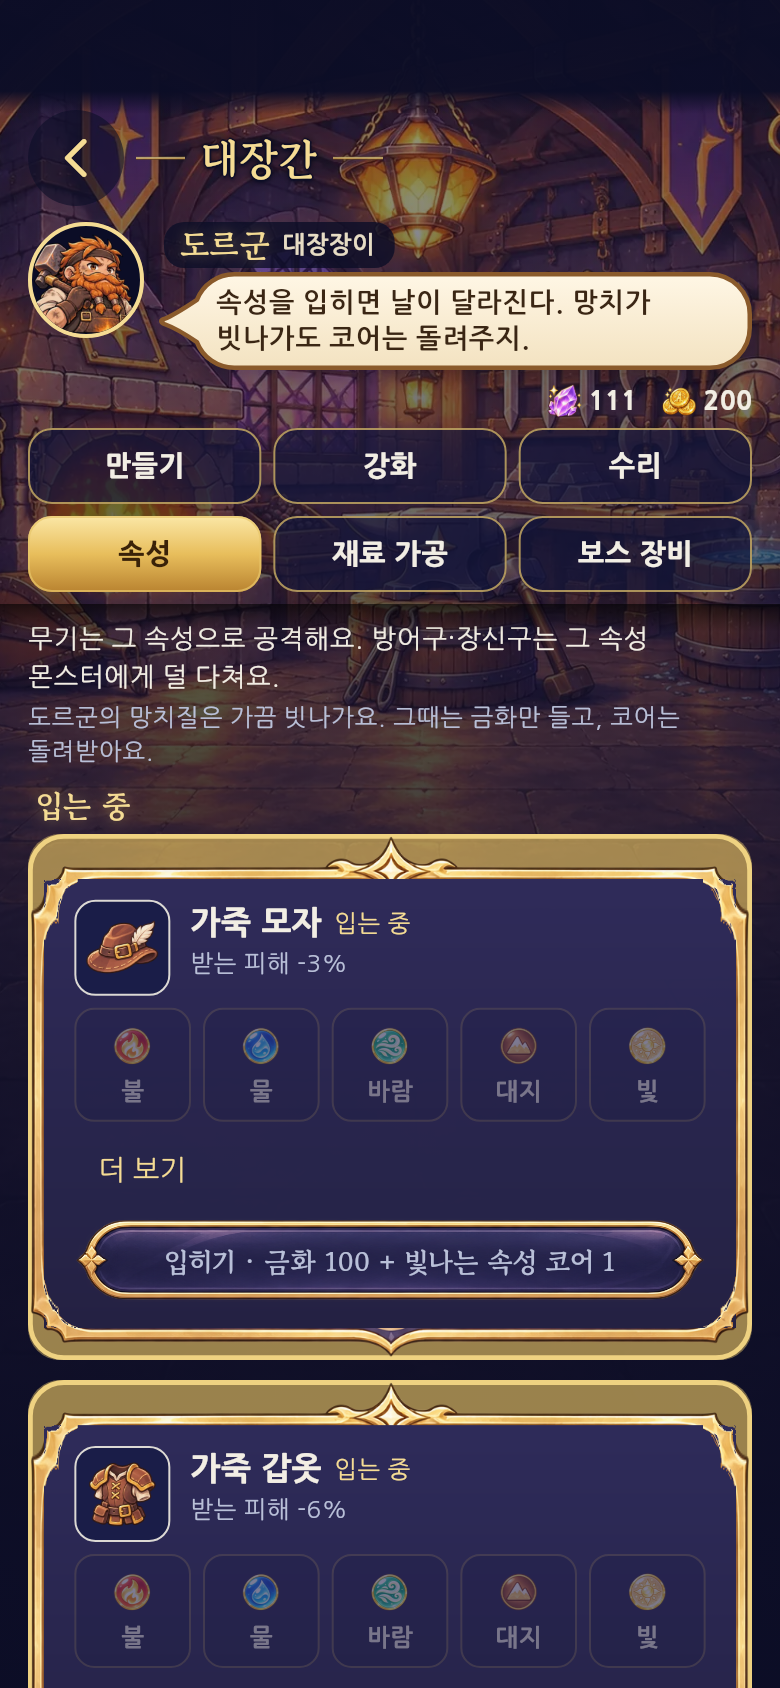 대장간
도르군 대장장이
속성을 입히면 날이 달라진다. 망치가
빗나가도 코어는 돌려주지.
111 200
만들기 강화 수리
속성 재료 가공 보스 장비
무기는 그 속성으로 공격해요. 방어구·장신구는 그 속성
몬스터에게 덜 다쳐요.
도르군의 망치질은 가끔 빗나가요. 그때는 금화만 들고, 코어는
돌려받아요.
입는 중
가죽 모자 입는 중
받는 피해 -3%
불 물 바람 대지 빛
더 보기
입히기 · 금화 100 + 빛나는 속성 코어 1
가죽 갑옷 입는 중
받는 피해 -6%
불 물 바람 대지 빛